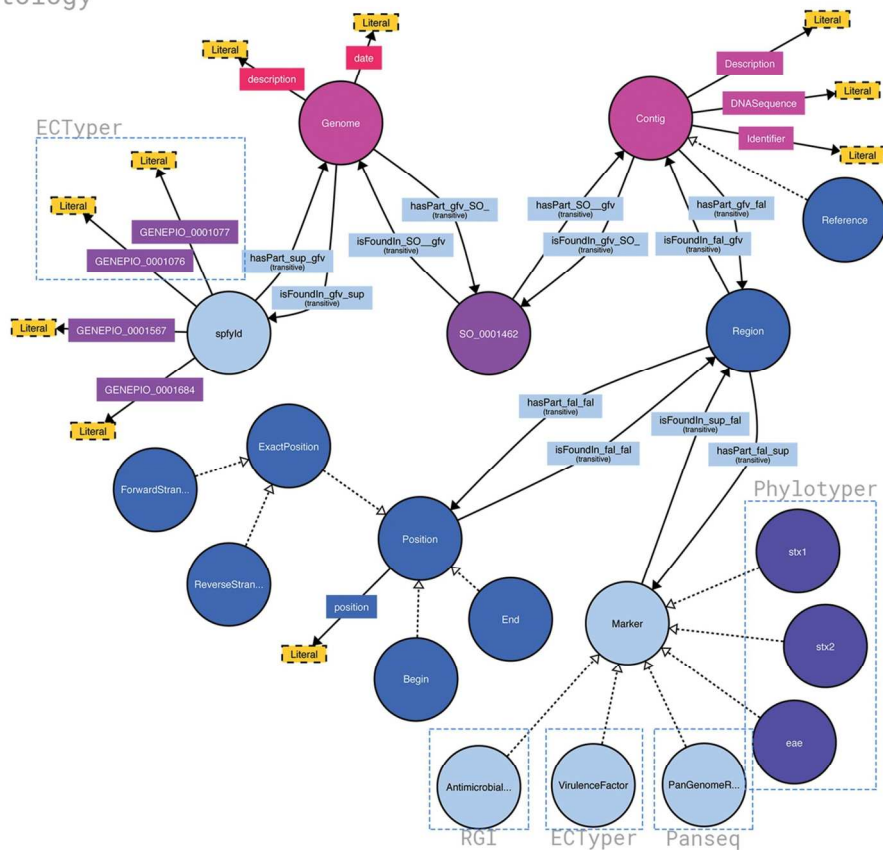 Literal
Literal
Literal
date
description
Description
Literal
DNASequence
Genome
Contig
ECTyper
Identifier
Literal
Literal
Literal
hasPart_gfv_SO_
(transitive)
hasPart_SO__gfv
(transitive)
hasPart_gfv_fal
(transitive)
Reference
GENEPIO_0001077
isFoundIn_SO__gfv
(transitive)
isFoundIn_gfv_SO_
(transitive)
isFoundIn_fal_gfv
(transitive)
GENEPIO_0001076
hasPart_sup_gfv
(transitive)
isFoundIn_gfv_sup
(transitive)
Literal
GENEPIO_0001567
spfyId
SO_0001462
Region
GENEPIO_0001684
hasPart_fal_fal
(transitive)
isFoundIn_sup_fal
(transitive)
Literal
ExactPosition
isFoundIn_fal_fal
(transitive)
hasPart_fal_sup
(transitive)
ForwardStran...
Phylotyper
Position
stx1
ReverseStran...
position
End
Marker
stx2
Literal
Begin
eae
Antimicrobial...
VirulenceFactor
PanGenomeR...
RGI
ECTyper
Panseq